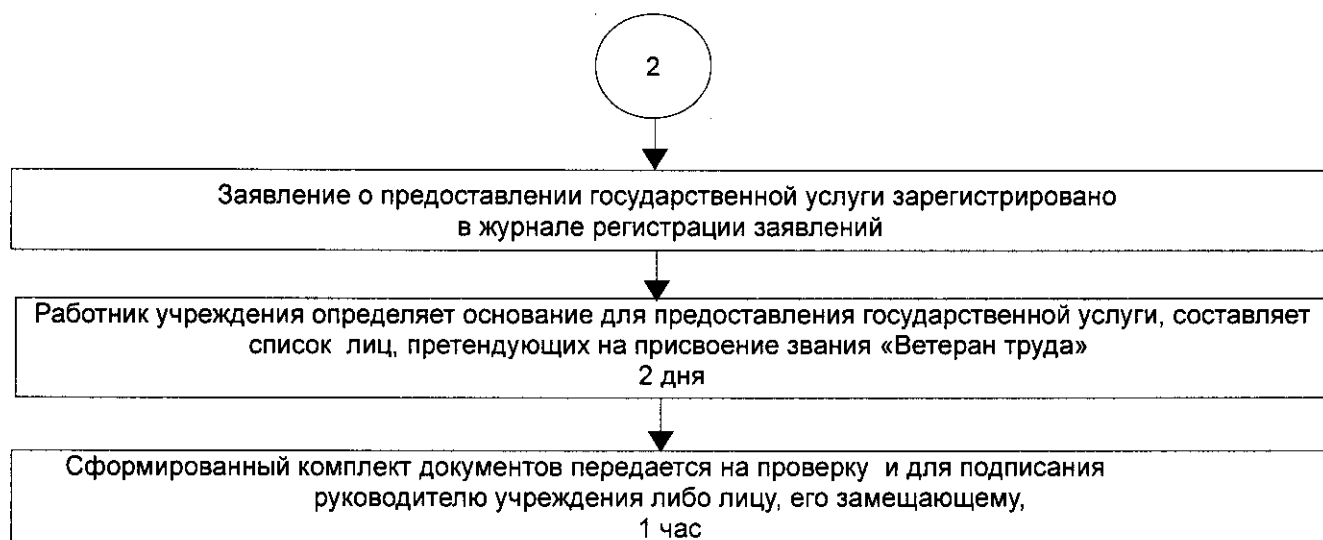 2
Заявление о предоставлении государственной услуги зарегистрировано
в журнале регистрации заявлений
Работник учреждения определяет основание для предоставления государственной услуги, составляет
список лиц, претендующих на присвоение звания «Ветеран труда»
2 дня
Сформированный комплект документов передается на проверку и для подписания
руководителю учреждения либо лицу, его замещающему,
1 час